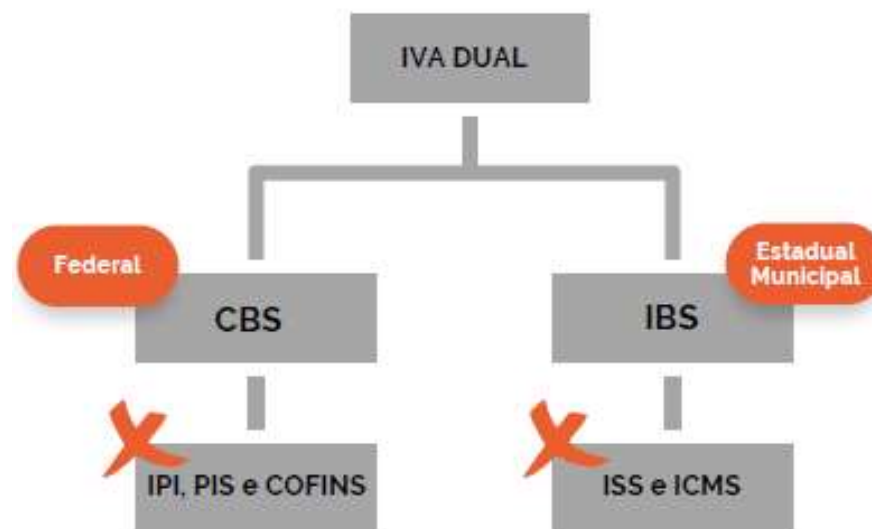 IVA DUAL
Federal
CBS
Estadual
Municipal
IBS
IPI, PIS e COFINS
ISS e ICMS